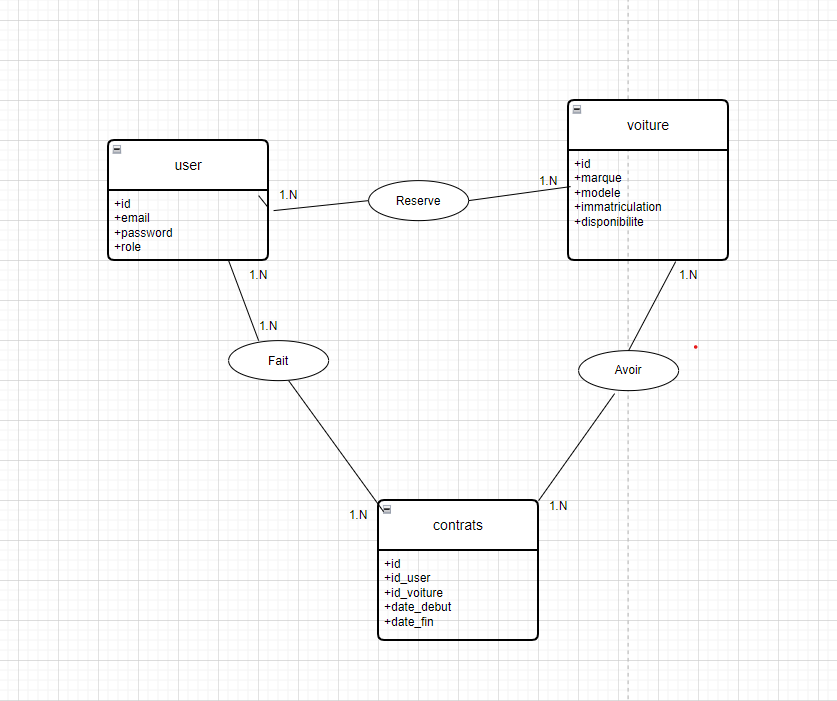 user
+id
+email
+password
+role
1.N
Reserve
1.N
voiture
+id
+marque
+modele
+immatriculation
+disponibilite
1.N
1.N
Fait
1.N
Avoir
1.N
1.N
contrats
+id
+id_user
+id_voiture
+date_debut
+date_fin